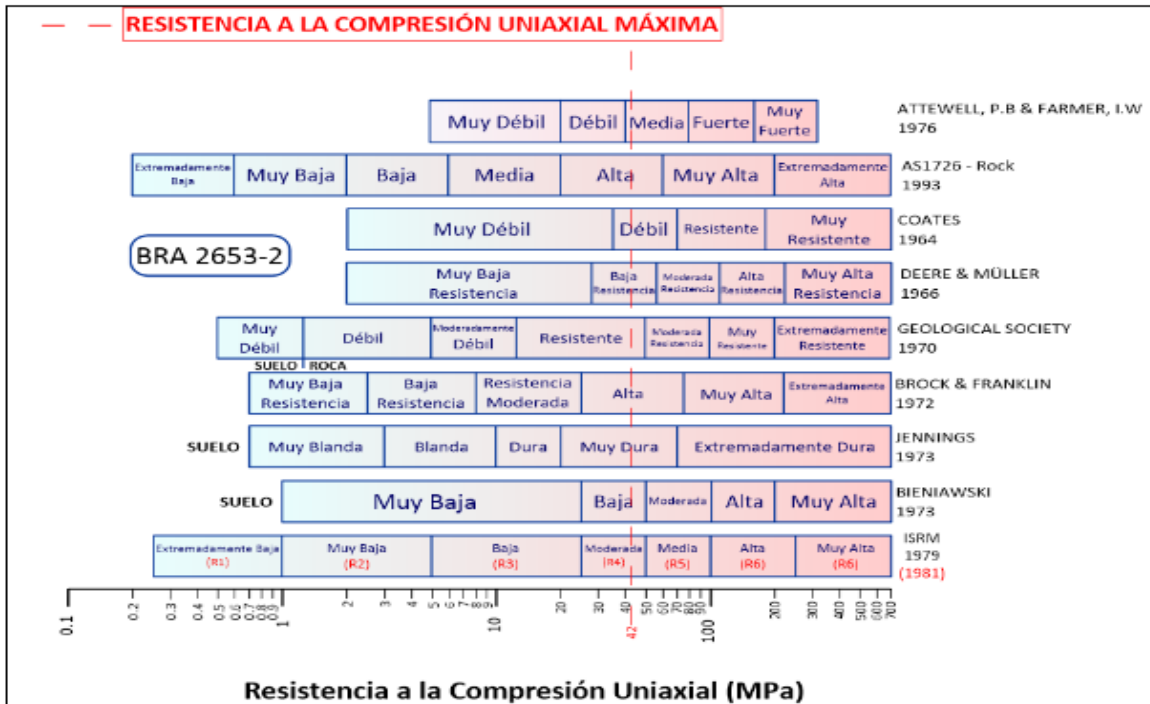 RESISTENCIA A LA COMPRESIÓN UNIAXIAL MÁXIMA
Muy Débil Débil Media Fuerte Muy Fuerte
ATTEWELL, P.B & FARMER, I.W
1976
Extremadamente Baja Muy Baja Baja Media Alta Muy Alta Extremadamente Alta
AS1726 - Rock
1993
Muy Débil Débil Resistente Muy Resistente
COATES
1964
BRA 2653-2
Muy Baja Resistencia Baja Resistencia Moderada Resistencia Alta Resistencia Muy Alta Resistencia
DEERE & MÜLLER
1966
Muy Débil Débil Moderadamente Débil Resistente Moderada Resistencia Muy Resistente Extremadamente Resistente
GEOLOGICAL SOCIETY
1970
SUELO ROCA
Muy Baja Resistencia Baja Resistencia Resistencia Moderada Alta Muy Alta Extremadamente Alta
BROCK & FRANKLIN
1972
SUELO Muy Blanda Blanda Dura Muy Dura Extremadamente Dura
JENNINGS
1973
SUELO Muy Baja Baja Moderada Alta Muy Alta
BIENIAWSKI
1973
Extremadamente Baja Muy Baja Baja Moderada Media Alta Muy Alta
(R1) (R2) (R3) (R4) (R5) (R6) (R6)
ISRM
1979
(1981)
0.1 0.2 0.3 0.4 0.5 0.6 0.7 0.8 0.9 1 2 3 4 5 6 7 8 9 10 20 30 40 42 50 60 70 80 90 100 200 300 400 500 600 700
Resistencia a la Compresión Uniaxial (MPa)